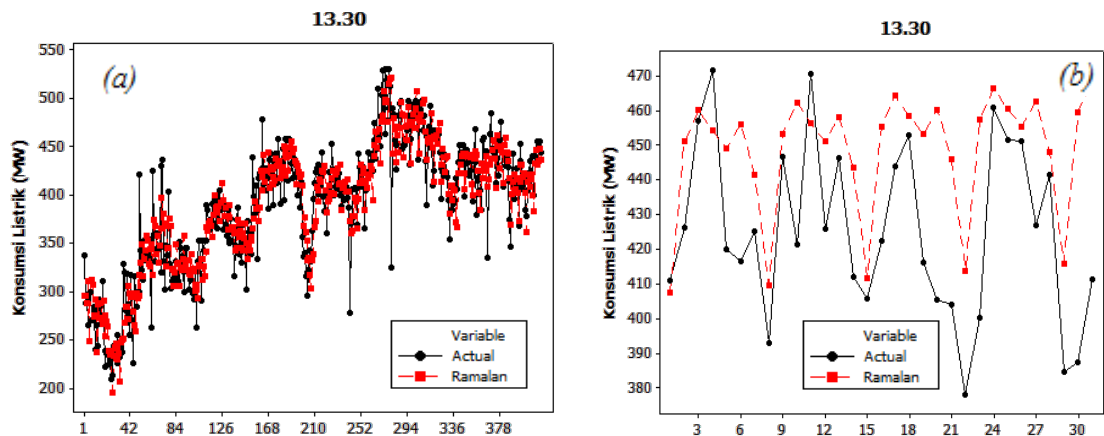 13.30
(a)
Konsumsi Listrik (MW)
550
500
450
400
350
300
250
200
1 42 84 126 168 210 252 294 336 378
Variable
Actual
Ramalan
13.30
(b)
Konsumsi Listrik (MW)
470
460
450
440
430
420
410
400
390
380
3 6 9 12 15 18 21 24 27 30
Variable
Actual
Ramalan